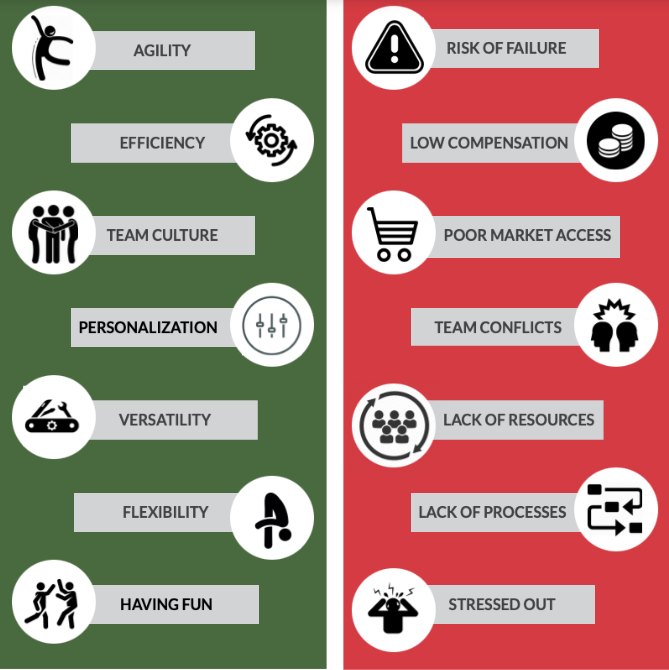 AGILITY
EFFICIENCY
TEAM CULTURE
PERSONALIZATION
VERSATILITY
FLEXIBILITY
HAVING FUN
RISK OF FAILURE
LOW COMPENSATION
POOR MARKET ACCESS
TEAM CONFLICTS
LACK OF RESOURCES
LACK OF PROCESSES
STRESSED OUT